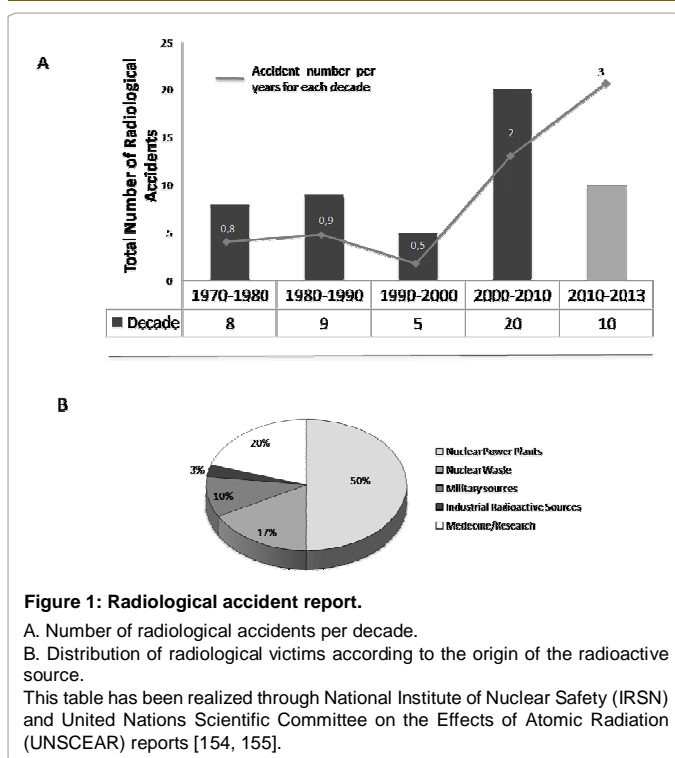 A
Total Number of Radiological
Accidents
25
20
15
10
5
0
Accident number per
years for each decade
0,8
0,9
0,5
2
3
1970-1980 1980-1990 1990-2000 2000-2010 2010-2013
Decade 8 9 5 20 10
B
20%
3%
10%
17%
50%
Nuclear Power Plants
Nuclear Waste
Military sources
Industrial Radioactive Sources
Medecine/Research
Figure 1: Radiological accident report.
A. Number of radiological accidents per decade.
B. Distribution of radiological victims according to the origin of the radioactive
source.
This table has been realized through National Institute of Nuclear Safety (IRSN)
and United Nations Scientific Committee on the Effects of Atomic Radiation
(UNSCEAR) reports [154, 155].